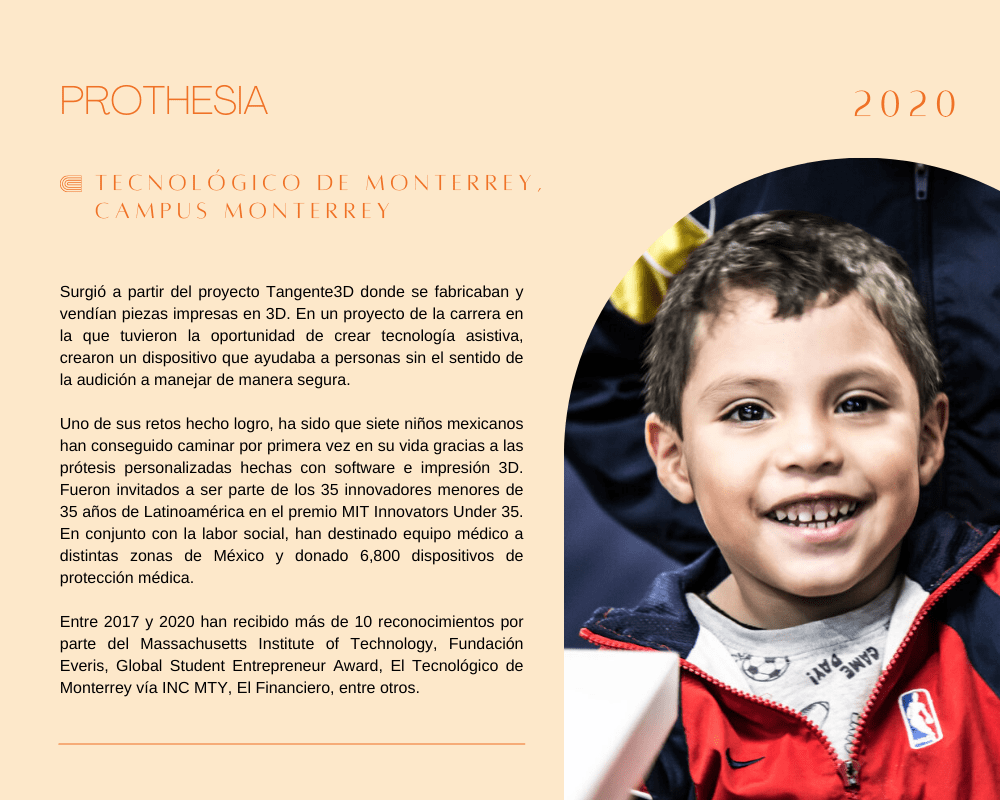 PROTHESIA
2020
TECNOLÓGICO DE MONTERREY,
CAMPUS MONTERREY
Surgió a partir del proyecto Tangente3D donde se fabricaban y
vendían piezas impresas en 3D. En un proyecto de la carrera en
la que tuvieron la oportunidad de crear tecnología asistiva,
crearon un dispositivo que ayudaba a personas sin el sentido de
la audición a manejar de manera segura.
Uno de sus retos hecho logro, ha sido que siete niños mexicanos
han conseguido caminar por primera vez en su vida gracias a las
prótesis personalizadas hechas con software e impresión 3D.
Fueron invitados a ser parte de los 35 innovadores menores de
35 años de Latinoamérica en el premio MIT Innovators Under 35.
En conjunto con la labor social, han destinado equipo médico a
distintas zonas de México y donado 6,800 dispositivos de
protección médica.
Entre 2017 y 2020 han recibido más de 10 reconocimientos por
parte del Massachusetts Institute of Technology, Fundación
Everis, Global Student Entrepreneur Award, El Tecnológico de
Monterrey vía INC MTY, El Financiero, entre otros.
GAME
DAY!
NBA